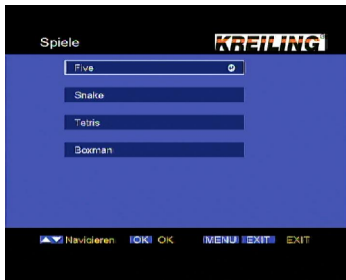 Spiele
KREILING
Five
Snake
Tetris
Boxman
Navigieren OK OK MENU EXIT EXIT